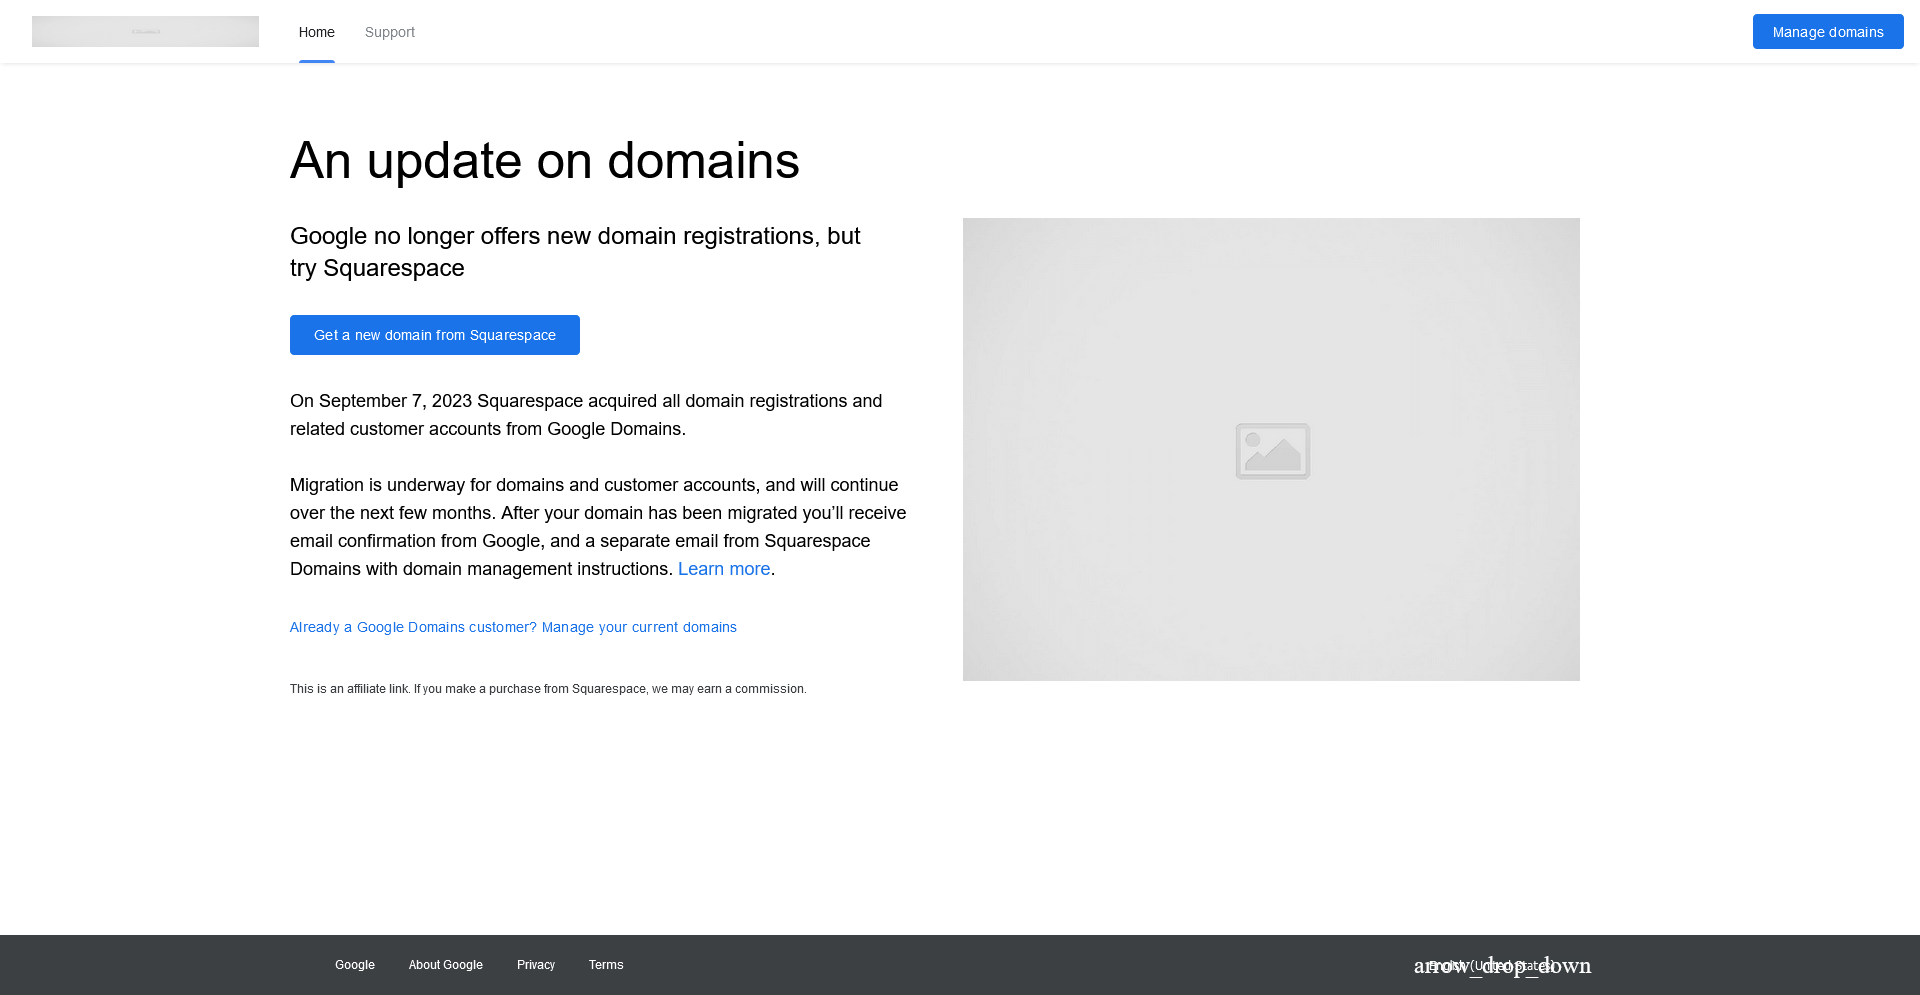 Home
Support
Manage domains
An update on domains
Google no longer offers new domain registrations, but
try Squarespace
Get a new domain from Squarespace
On September 7, 2023 Squarespace acquired all domain registrations and
related customer accounts from Google Domains.
Migration is underway for domains and customer accounts, and will continue
over the next few months. After your domain has been migrated you’ll receive
email confirmation from Google, and a separate email from Squarespace
Domains with domain management instructions. Learn more.
Already a Google Domains customer? Manage your current domains
This is an affiliate link. If you make a purchase from Squarespace, we may earn a commission.
Google
About Google
Privacy
Terms
English (United States)
arrow_drop_down